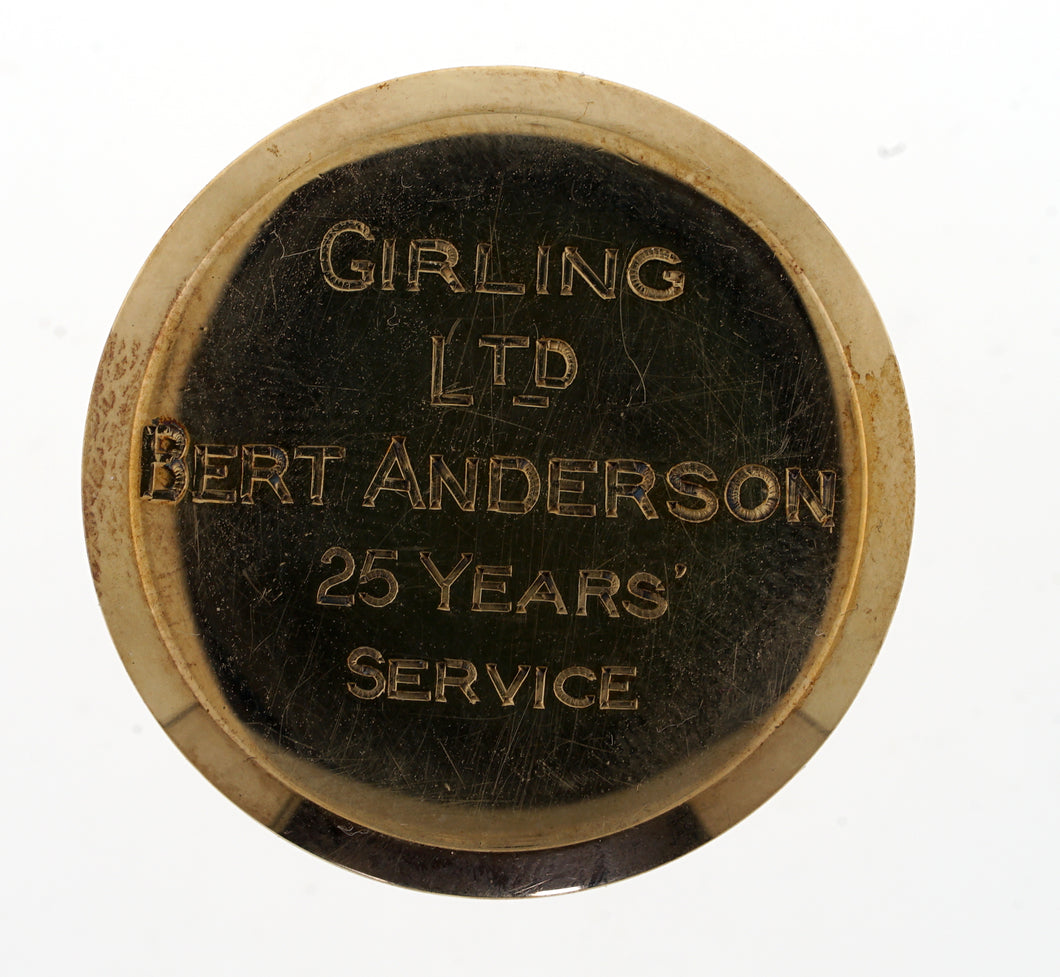 GIRLING
LTD
BERT ANDERSON
25 YEARS'
SERVICE